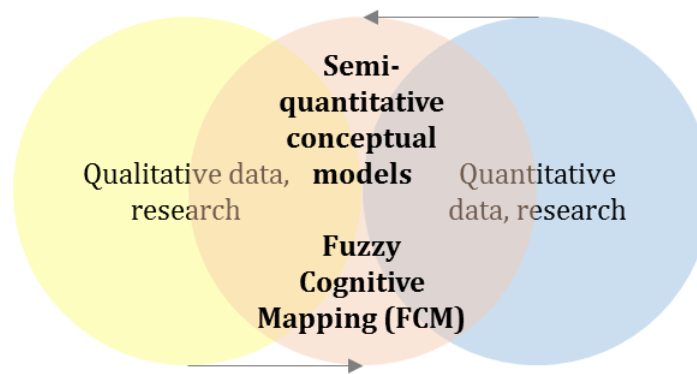 Semi-
quantitative
conceptual
models
Qualitative data,
research
Quantitative
data, research
Fuzzy
Cognitive
Mapping (FCM)